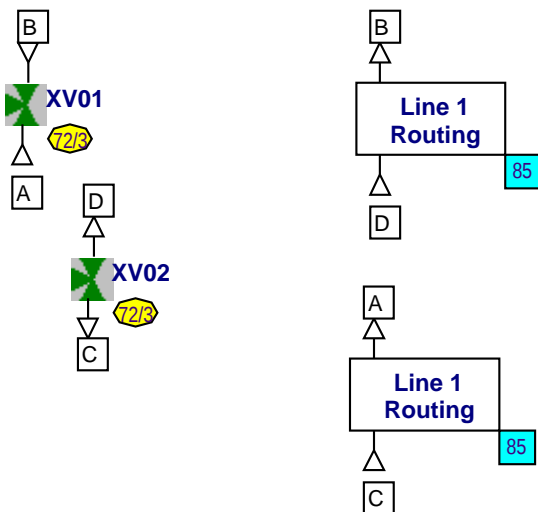 B
XV01
72/3
A
D
XV02
72/3
C
B
Line 1
Routing
85
D
A
Line 1
Routing
85
C